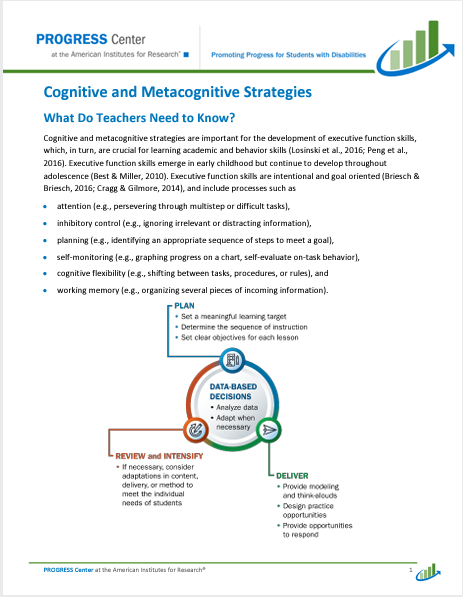 PROGRESS Center
at the American Institutes for Research®
Promoting Progress for Students with Disabilities
Cognitive and Metacognitive Strategies
What Do Teachers Need to Know?
Cognitive and metacognitive strategies are important for the development of executive function skills,
which, in turn, are crucial for learning academic and behavior skills (Losinski et al., 2016; Peng et al.,
2016). Executive function skills emerge in early childhood but continue to develop throughout
adolescence (Best & Miller, 2010). Executive function skills are intentional and goal oriented (Briesch &
Briesch, 2016; Cragg & Gilmore, 2014), and include processes such as
• attention (e.g., persevering through multistep or difficult tasks),
• inhibitory control (e.g., ignoring irrelevant or distracting information),
• planning (e.g., identifying an appropriate sequence of steps to meet a goal),
• self-monitoring (e.g., graphing progress on a chart, self-evaluate on-task behavior),
• cognitive flexibility (e.g., shifting between tasks, procedures, or rules), and
• working memory (e.g., organizing several pieces of incoming information).
PLAN
• Set a meaningful learning target
• Determine the sequence of instruction
• Set clear objectives for each lesson
DATA-BASED
DECISIONS
• Analyze data
• Adapt when
necessary
REVIEW and INTENSIFY
• If necessary, consider
adaptations in content,
delivery, or method to
meet the individual
needs of students
DELIVER
• Provide modeling
and think-alouds
• Design practice
opportunities
• Provide opportunities
to respond
PROGRESS Center at the American Institutes for Research®
1